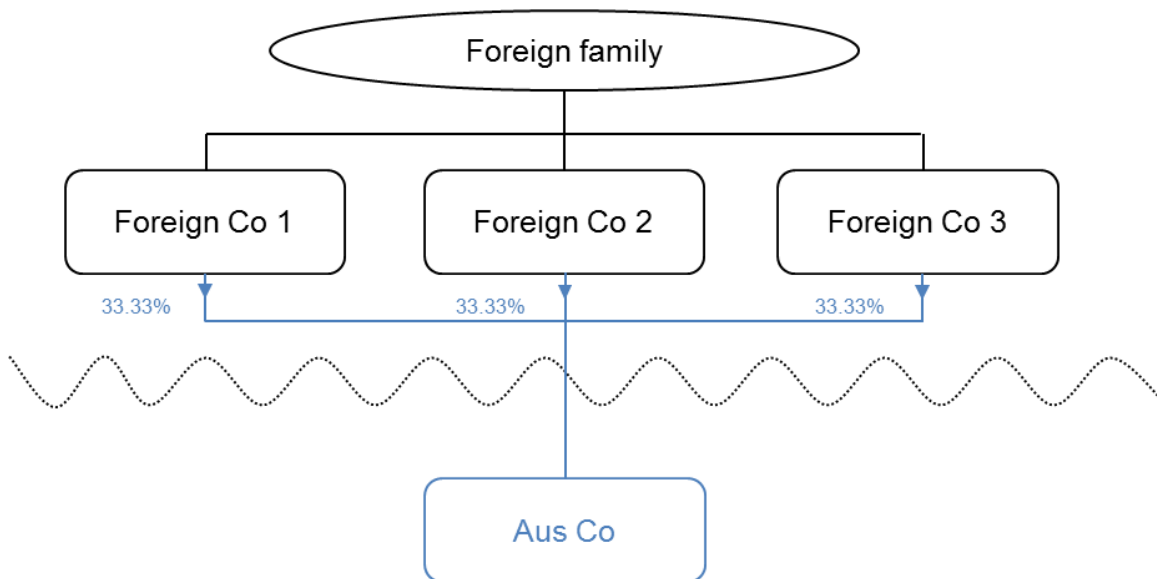 Foreign family
Foreign Co 1
Foreign Co 2
Foreign Co 3
33.33%
33.33%
33.33%
Aus Co